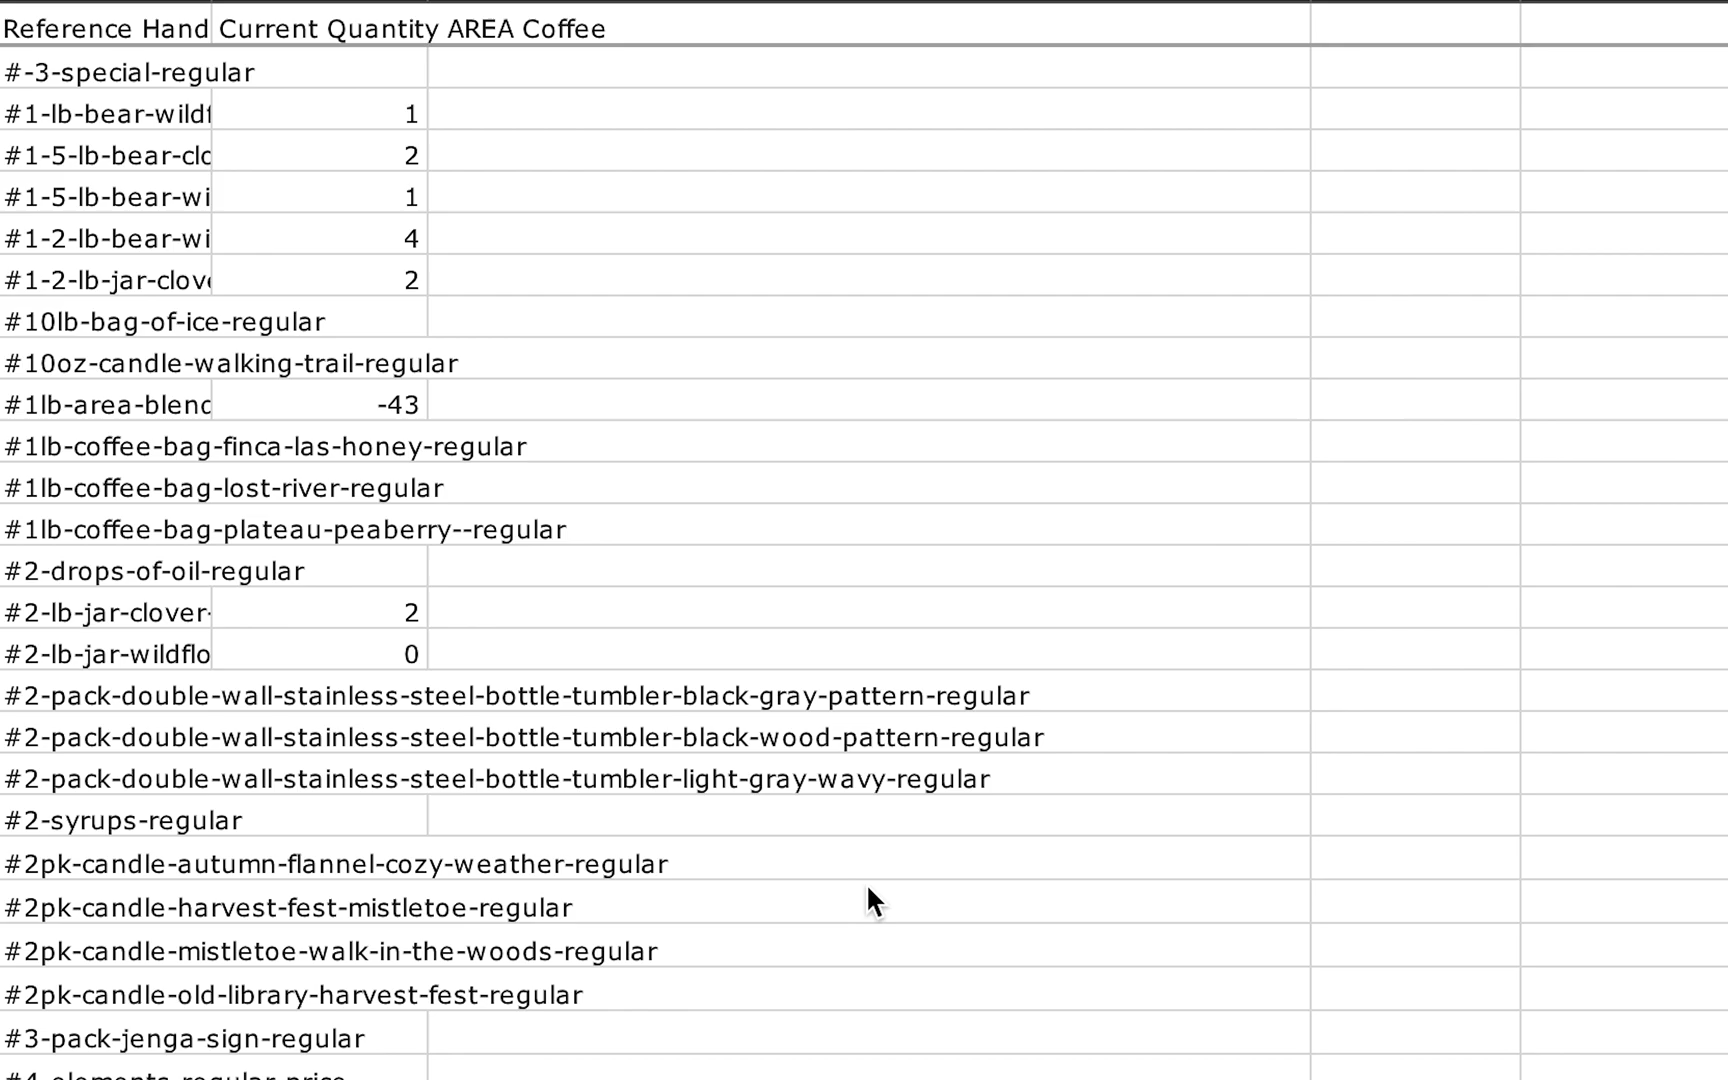 Reference Hand Current Quantity AREA Coffee
#-3-special-regular
#1-lb-bear-wildf 1
#1-5-lb-bear-clo 2
#1-5-lb-bear-wi 1
#1-2-lb-bear-wi 4
#1-2-lb-jar-clove 2
#10lb-bag-of-ice-regular
#10oz-candle-walking-trail-regular
#1lb-area-blend -43
#1lb-coffee-bag-finca-las-honey-regular
#1lb-coffee-bag-lost-river-regular
#1lb-coffee-bag-plateau-peaberry--regular
#2-drops-of-oil-regular
#2-lb-jar-clover- 2
#2-lb-jar-wildflo 0
#2-pack-double-wall-stainless-steel-bottle-tumbler-black-gray-pattern-regular
#2-pack-double-wall-stainless-steel-bottle-tumbler-black-wood-pattern-regular
#2-pack-double-wall-stainless-steel-bottle-tumbler-light-gray-wavy-regular
#2-syrups-regular
#2pk-candle-autumn-flannel-cozy-weather-regular
#2pk-candle-harvest-fest-mistletoe-regular
#2pk-candle-mistletoe-walk-in-the-woods-regular
#2pk-candle-old-library-harvest-fest-regular
#3-pack-jenga-sign-regular
#4-elements-regular-price